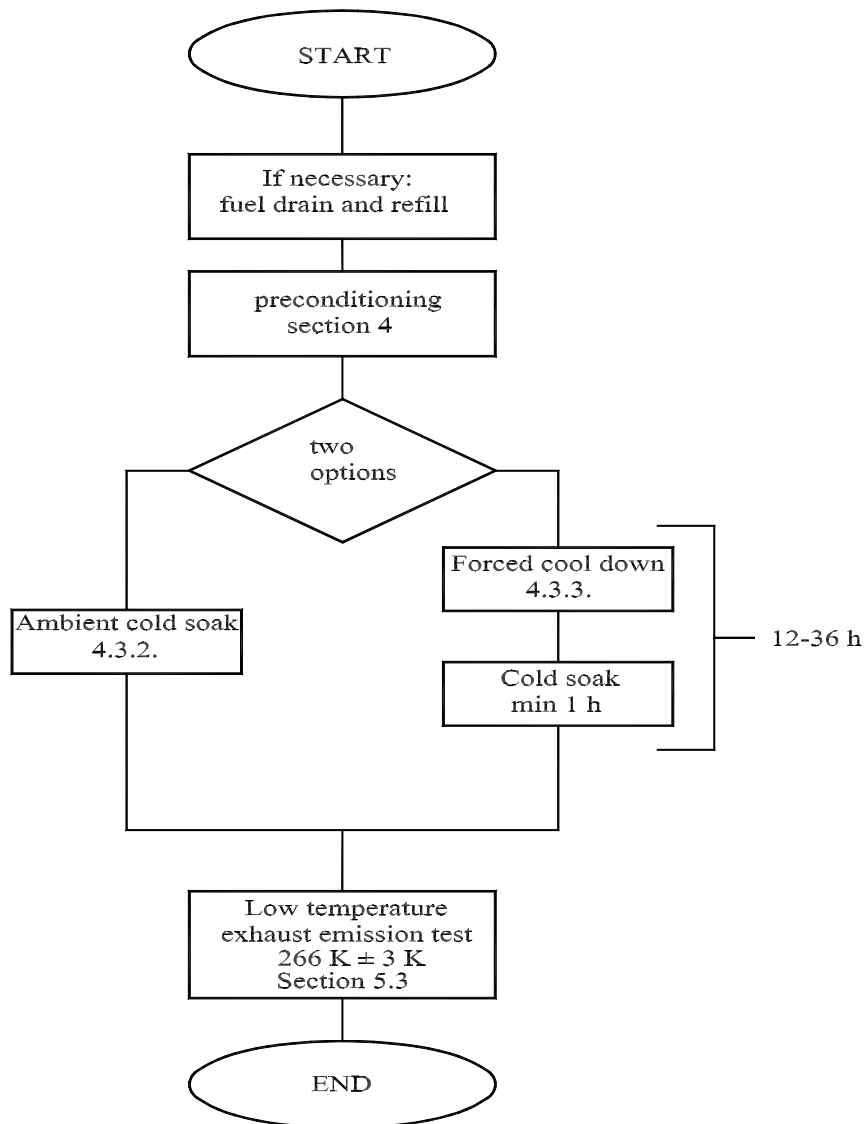 START
If necessary:
fuel drain and refill
preconditioning
section 4
two
options
Ambient cold soak
4.3.2.
Forced cool down
4.3.3.
Cold soak
min 1 h
12-36 h
Low temperature
exhaust emission test
266 K ± 3 K
Section 5.3
END